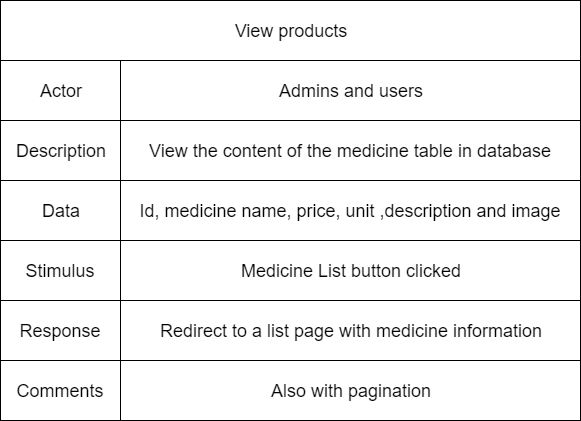 View products
Actor Admins and users
Description View the content of the medicine table in database
Data Id, medicine name, price, unit ,description and image
Stimulus Medicine List button clicked
Response Redirect to a list page with medicine information
Comments Also with pagination